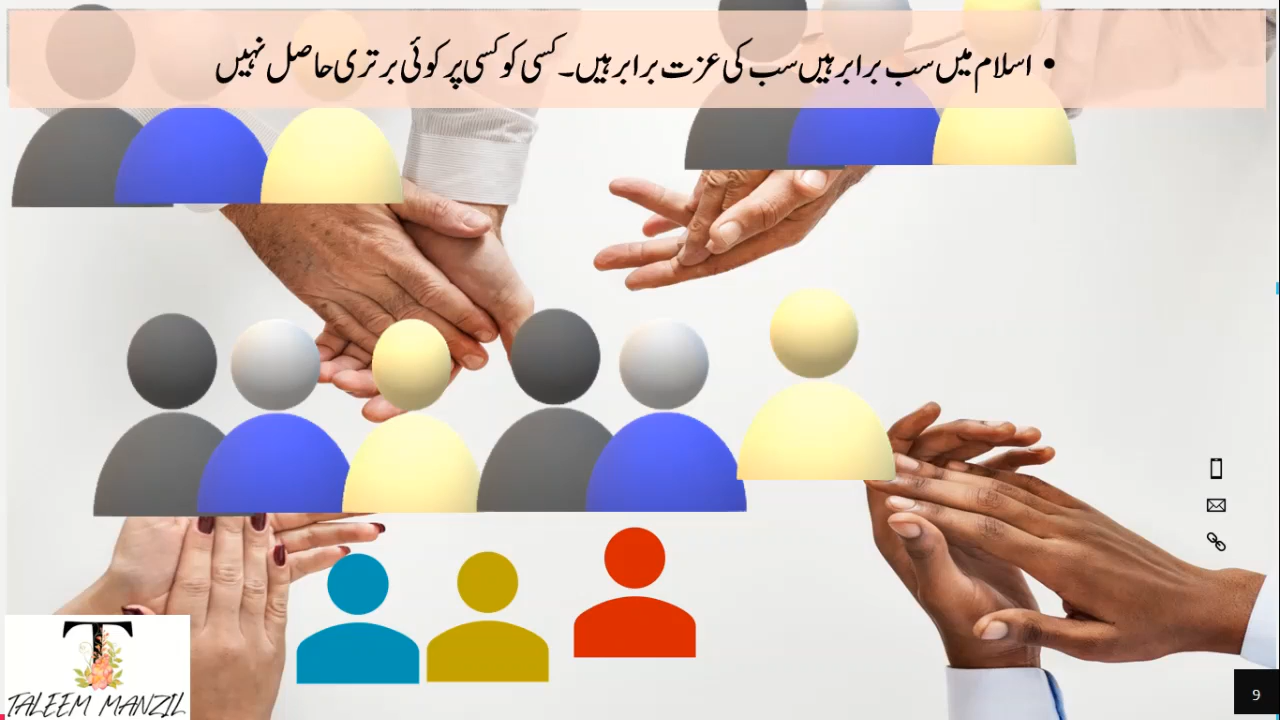 • اسلام میں سب برابر ہیں سب کی عزت برابر ہیں۔ کسی کو کسی پر کوئی برتری حاصل نہیں
T
TALEEM MANZIL
9